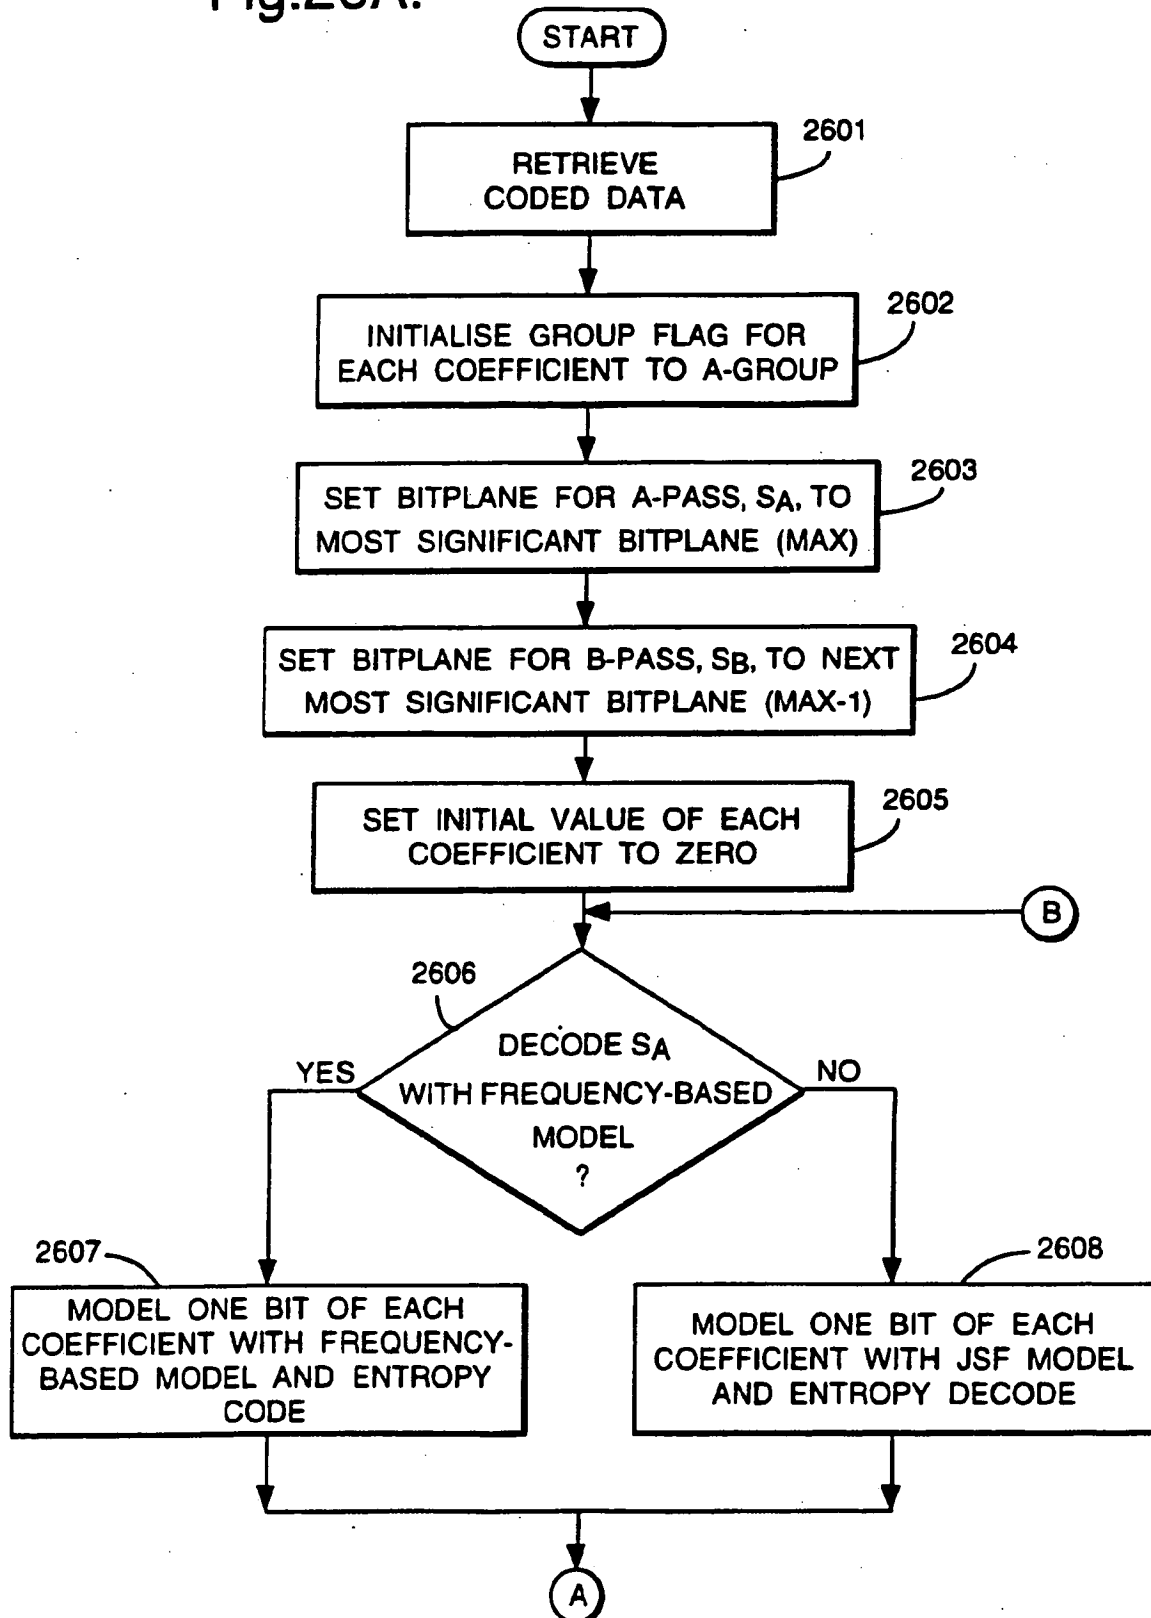 Fig.26A.
START
2601
RETRIEVE
CODED DATA
2602
INITIALISE GROUP FLAG FOR
EACH COEFFICIENT TO A-GROUP
2603
SET BITPLANE FOR A-PASS, SA, TO
MOST SIGNIFICANT BITPLANE (MAX)
2604
SET BITPLANE FOR B-PASS, SB, TO NEXT
MOST SIGNIFICANT BITPLANE (MAX-1)
2605
SET INITIAL VALUE OF EACH
COEFFICIENT TO ZERO
B
2606
DECODE SA
WITH FREQUENCY-BASED
MODEL
?
YES
NO
2607
MODEL ONE BIT OF EACH
COEFFICIENT WITH FREQUENCY-
BASED MODEL AND ENTROPY
CODE
2608
MODEL ONE BIT OF EACH
COEFFICIENT WITH JSF MODEL
AND ENTROPY DECODE
A